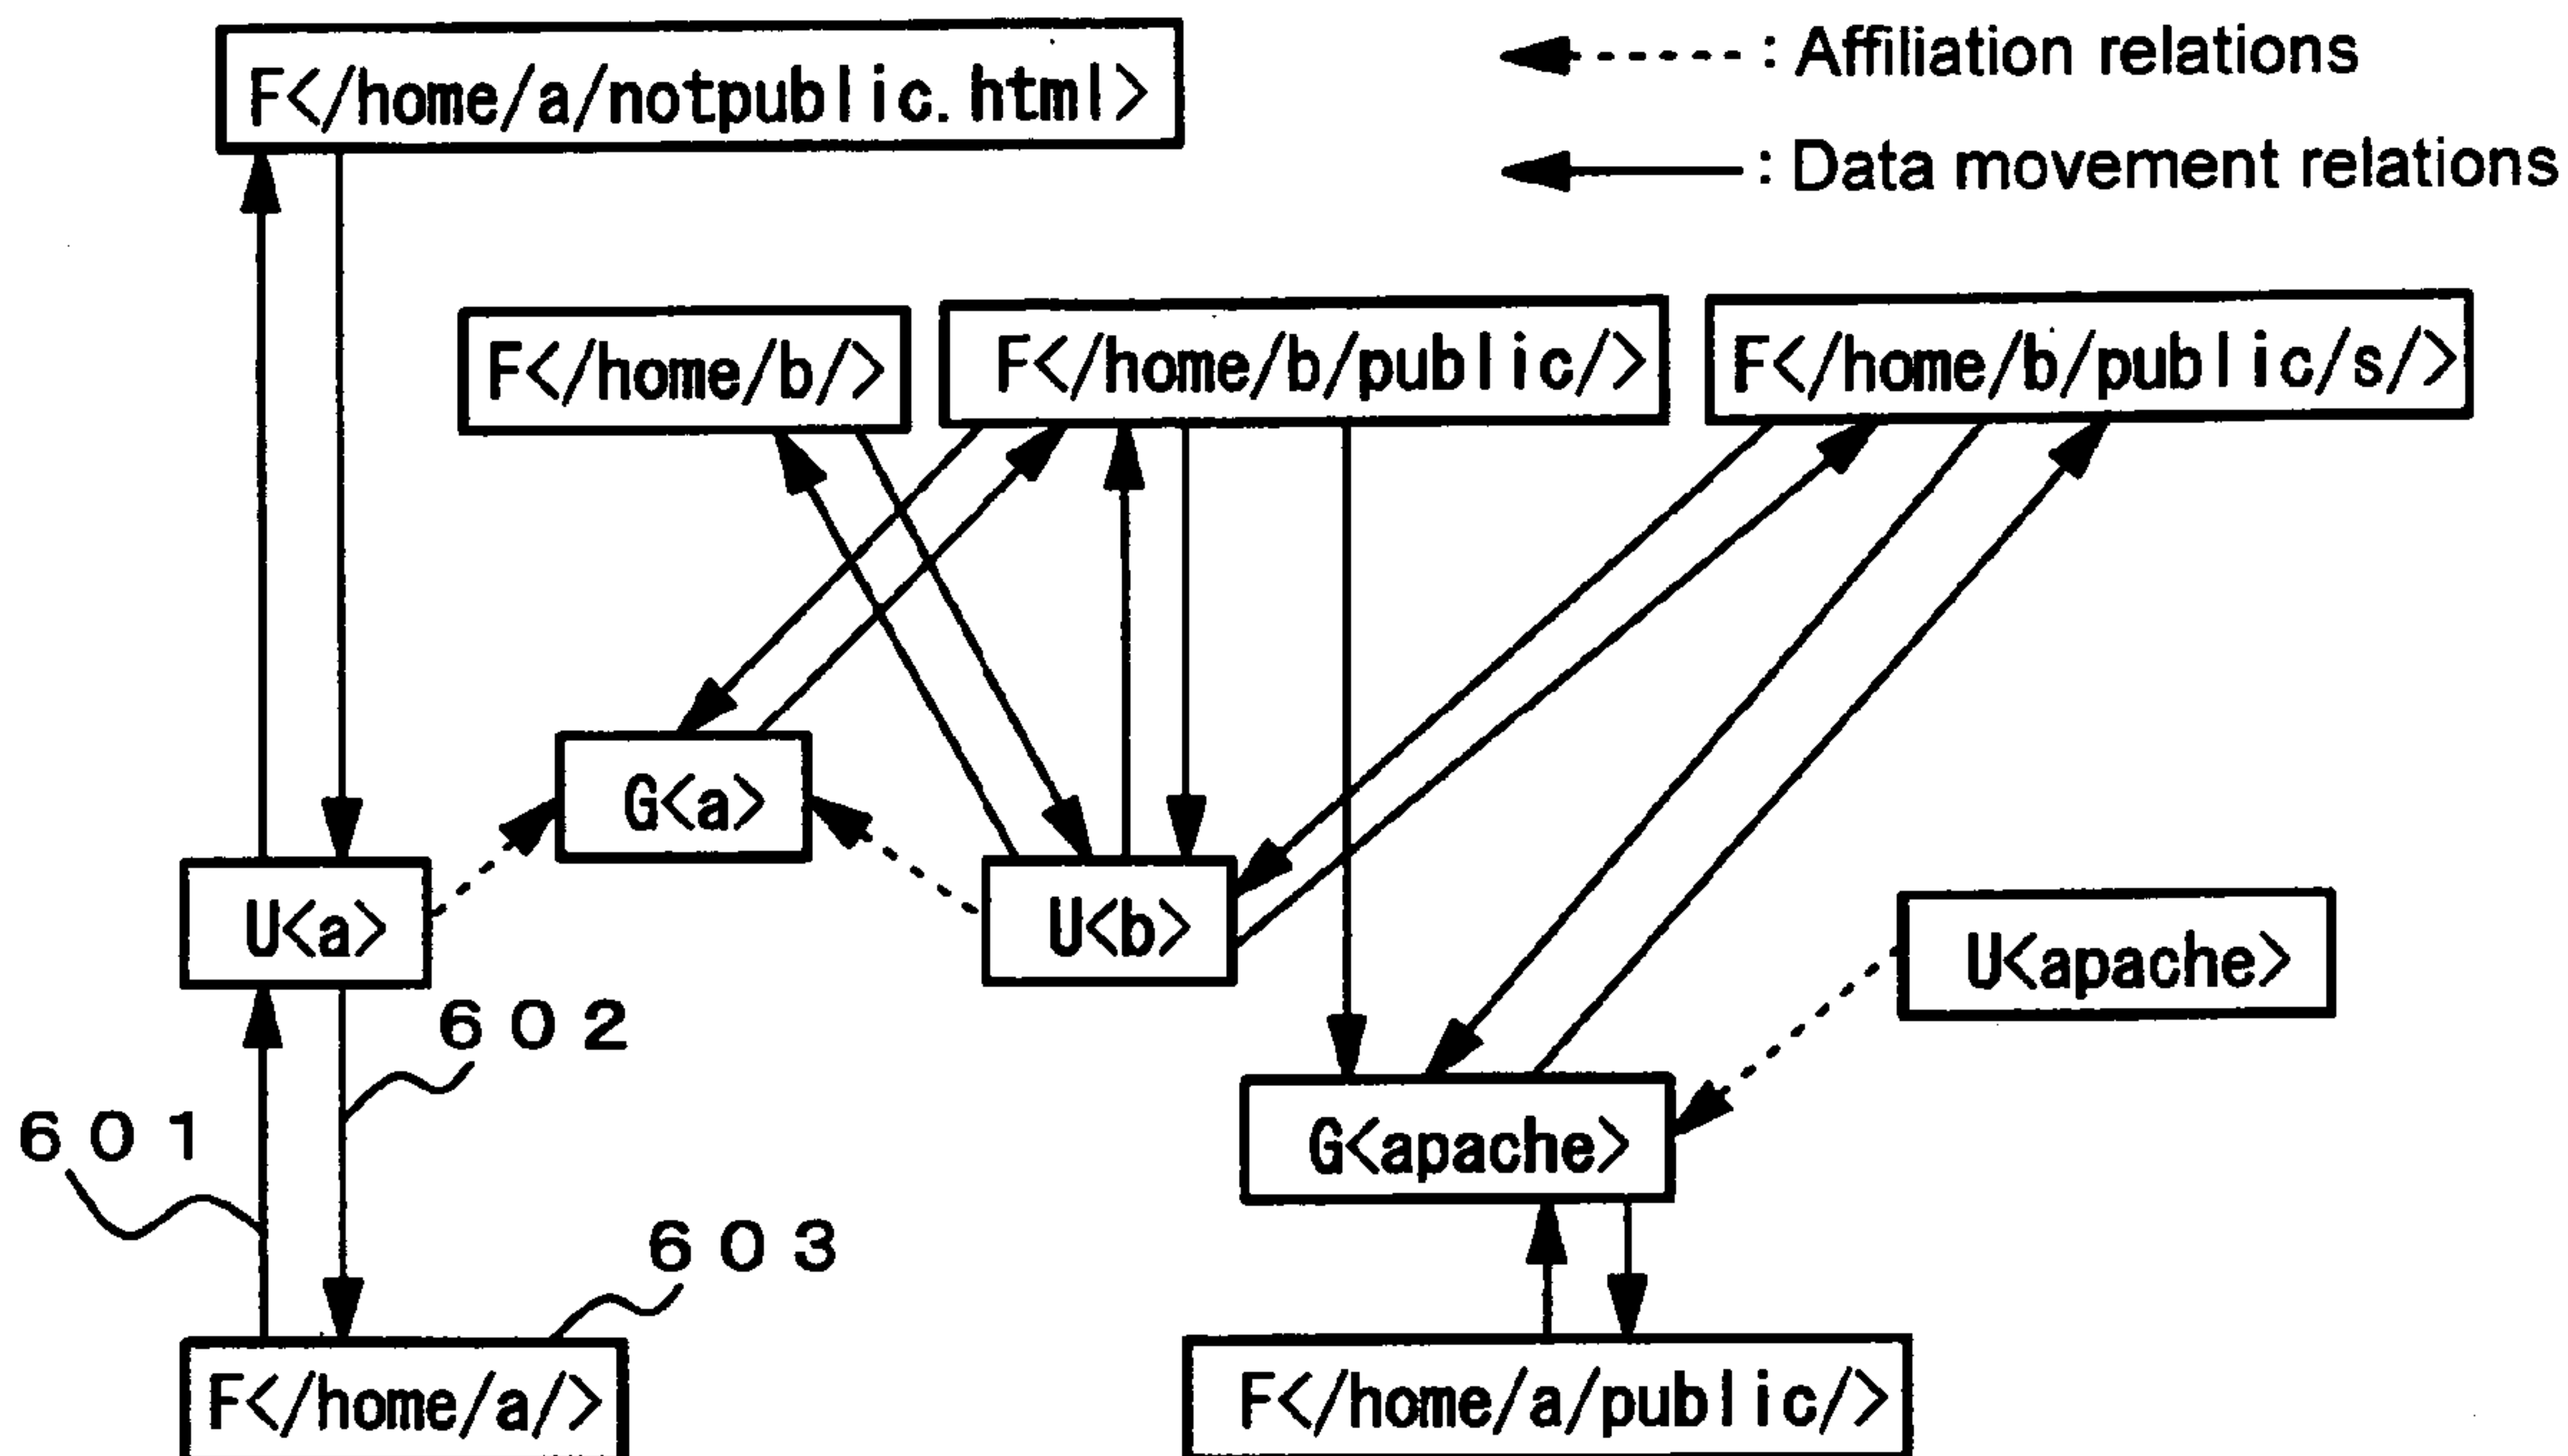 F</home/a/notpublic.html>
: Affiliation relations
: Data movement relations
F</home/b/>
F</home/b/public/>
F</home/b/public/s/>
G<a>
U<a>
U<b>
U<apache>
602
601
G<apache>
603
F</home/a/>
F</home/a/public/>